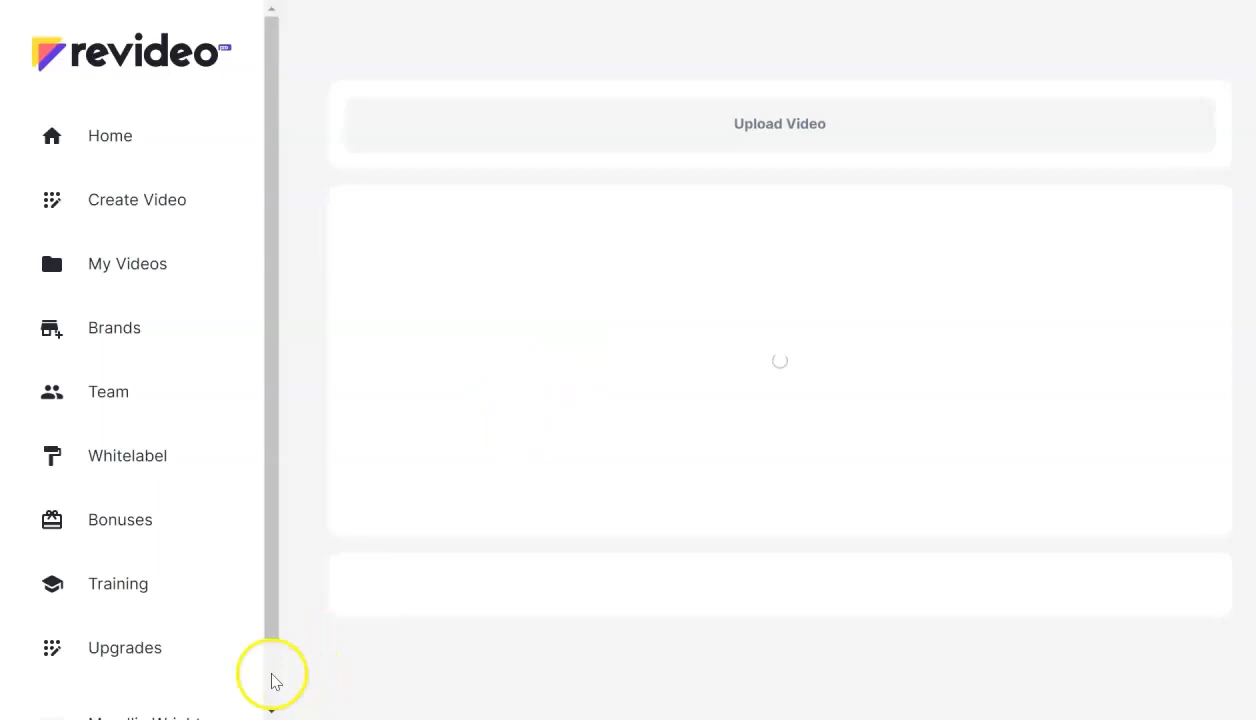 revideo
Home
Create Video
My Videos
Brands
Team
Whitelabel
Bonuses
Training
Upgrades
Upload Video